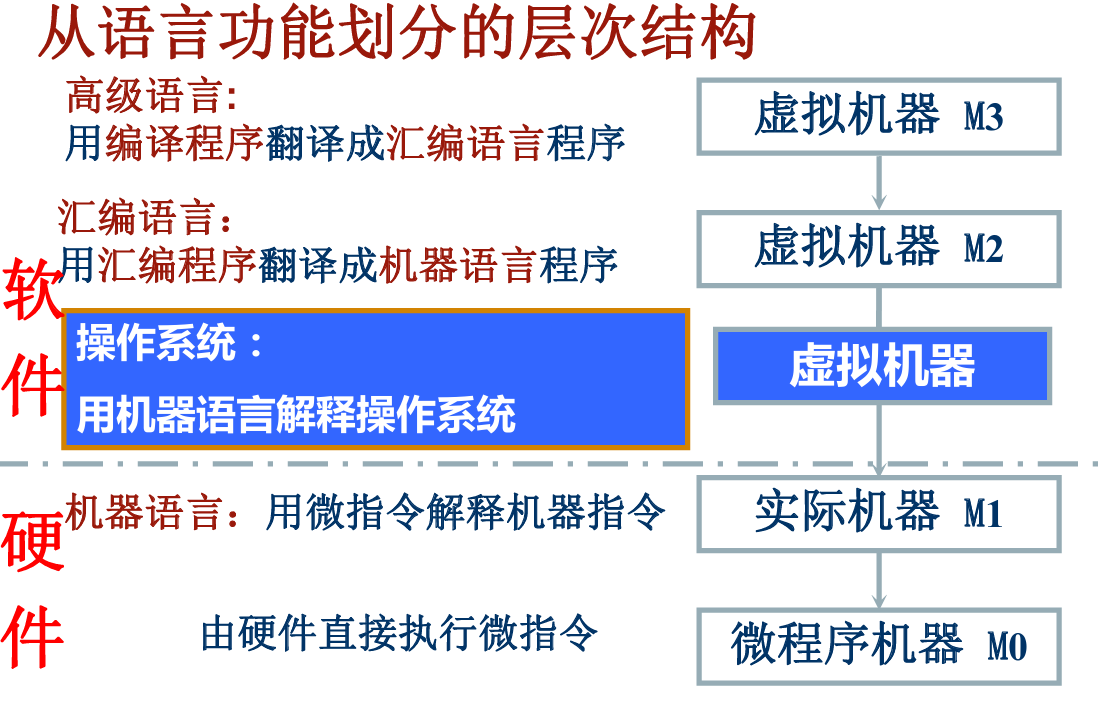 从语言功能划分的层次结构
高级语言:
用编译程序翻译成汇编语言程序
虚拟机器 M3
汇编语言：
用汇编程序翻译成机器语言程序
虚拟机器 M2
软件
操作系统：
用机器语言解释操作系统
虚拟机器
机器语言：用微指令解释机器指令
实际机器 M1
硬件
由硬件直接执行微指令
微程序机器 M0